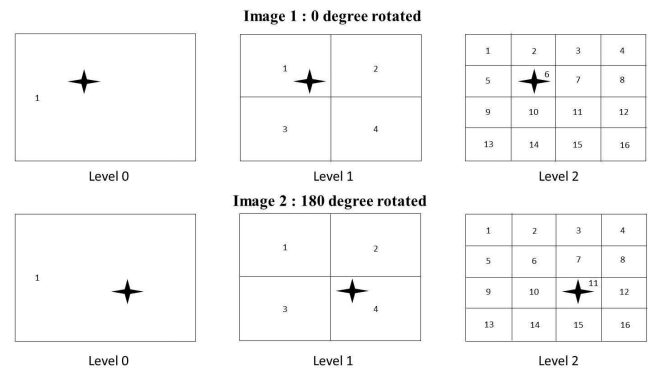 Image 1 : 0 degree rotated
1
1 2
3 4
1 2 3 4
5 6 7 8
9 10 11 12
13 14 15 16
Level 0 Level 1 Level 2
Image 2 : 180 degree rotated
1
1 2
3 4
1 2 3 4
5 6 7 8
9 10 11 12
13 14 15 16
Level 0 Level 1 Level 2